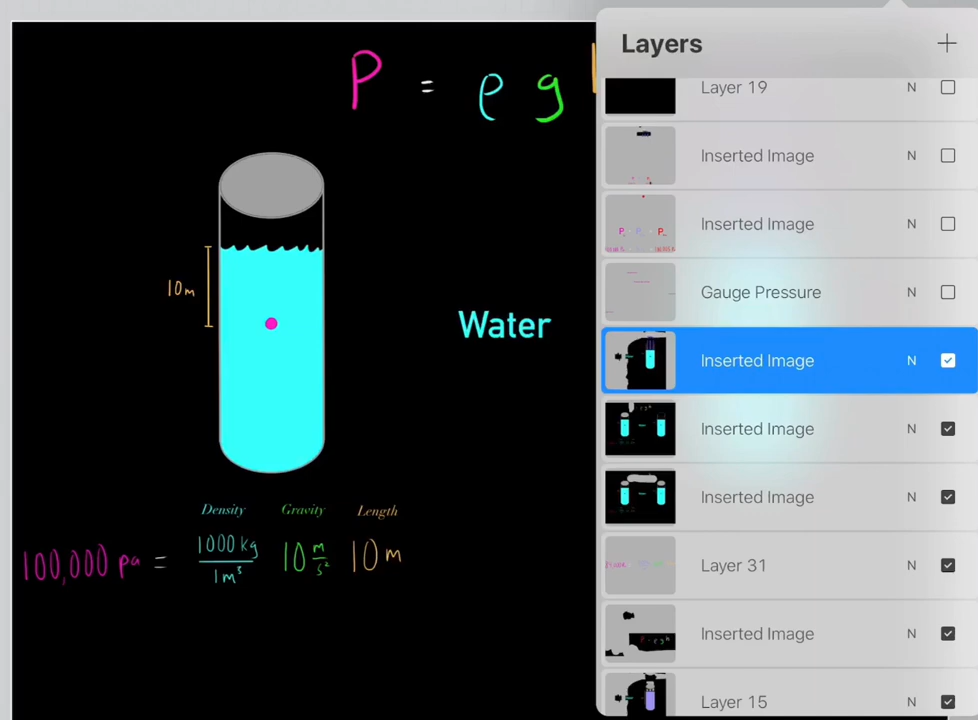 Layers
P = ρ g
Layer 19 N
Inserted Image N
Inserted Image N
Gauge Pressure N
Inserted Image N
Inserted Image N
Inserted Image N
Layer 31 N
Inserted Image N
Layer 15 N
10m
Water
Density Gravity Length
100,000 pa = 1000 kg / 1m³ 10 m/s² 10 m